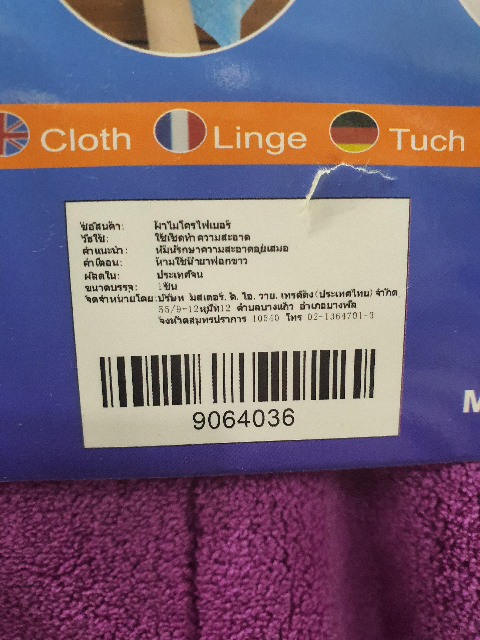 Cloth Linge Tuch
ชื่อสินค้า: ผ้าไมโครไฟเบอร์
วิธีใช้: ใช้เช็ดทำความสะอาด
คำแนะนำ: หมั่นรักษาความสะอาดอยู่เสมอ
คำเตือน: ห้ามใช้น้ำยาฟอกขาว
ผลิตใน: ประเทศจีน
ขนาดบรรจุ: 1ชิ้น
จัดจำหน่ายโดย:บริษัท มิสเตอร์. ดี. ไอ. วาย. เทรดดิ้ง(ประเทศไทย) จำกัด
55/9-12หมู่ที่12 ตำบลบางแก้ว อำเภอบางพลี
จังหวัดสมุทรปราการ 10540 โทร 02-1364701-3
9064036
M